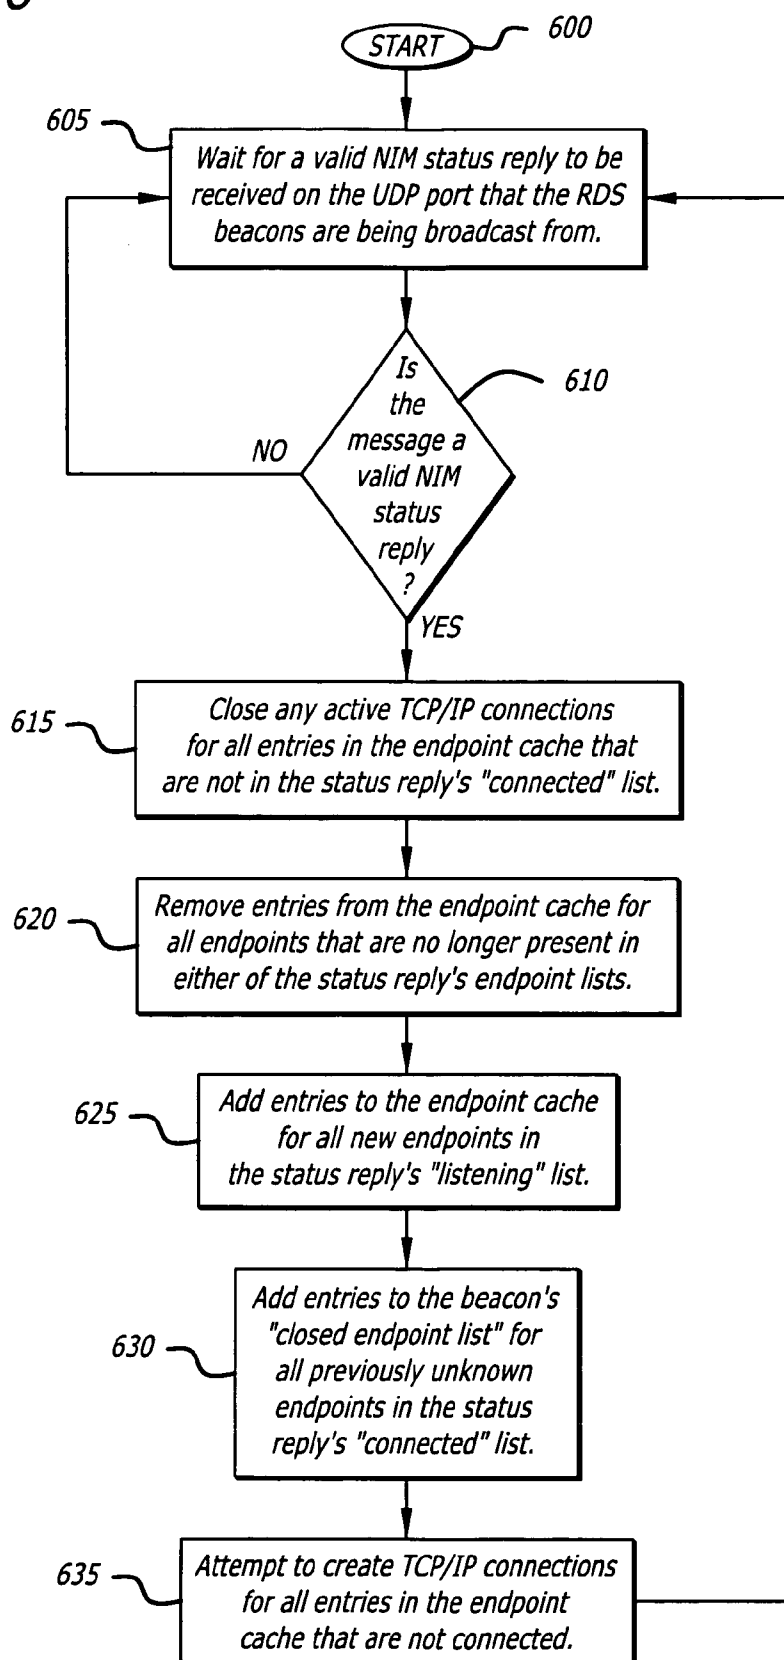 START
600
605
Wait for a valid NIM status reply to be
received on the UDP port that the RDS
beacons are being broadcast from.
Is
the
message a
valid NIM
status
reply
?
610
NO
YES
615
Close any active TCP/IP connections
for all entries in the endpoint cache that
are not in the status reply's "connected" list.
620
Remove entries from the endpoint cache for
all endpoints that are no longer present in
either of the status reply's endpoint lists.
625
Add entries to the endpoint cache
for all new endpoints in
the status reply's "listening" list.
630
Add entries to the beacon's
"closed endpoint list" for
all previously unknown
endpoints in the status
reply's "connected" list.
635
Attempt to create TCP/IP connections
for all entries in the endpoint
cache that are not connected.